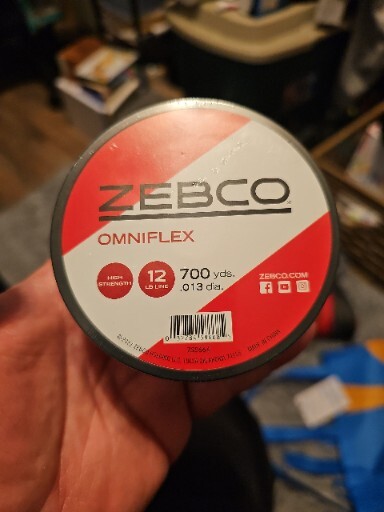 ZEBCO
OMNIFLEX
HIGH
STRENGTH
12
LB LINE
700 yds.
.013 dia.
ZEBCO.COM